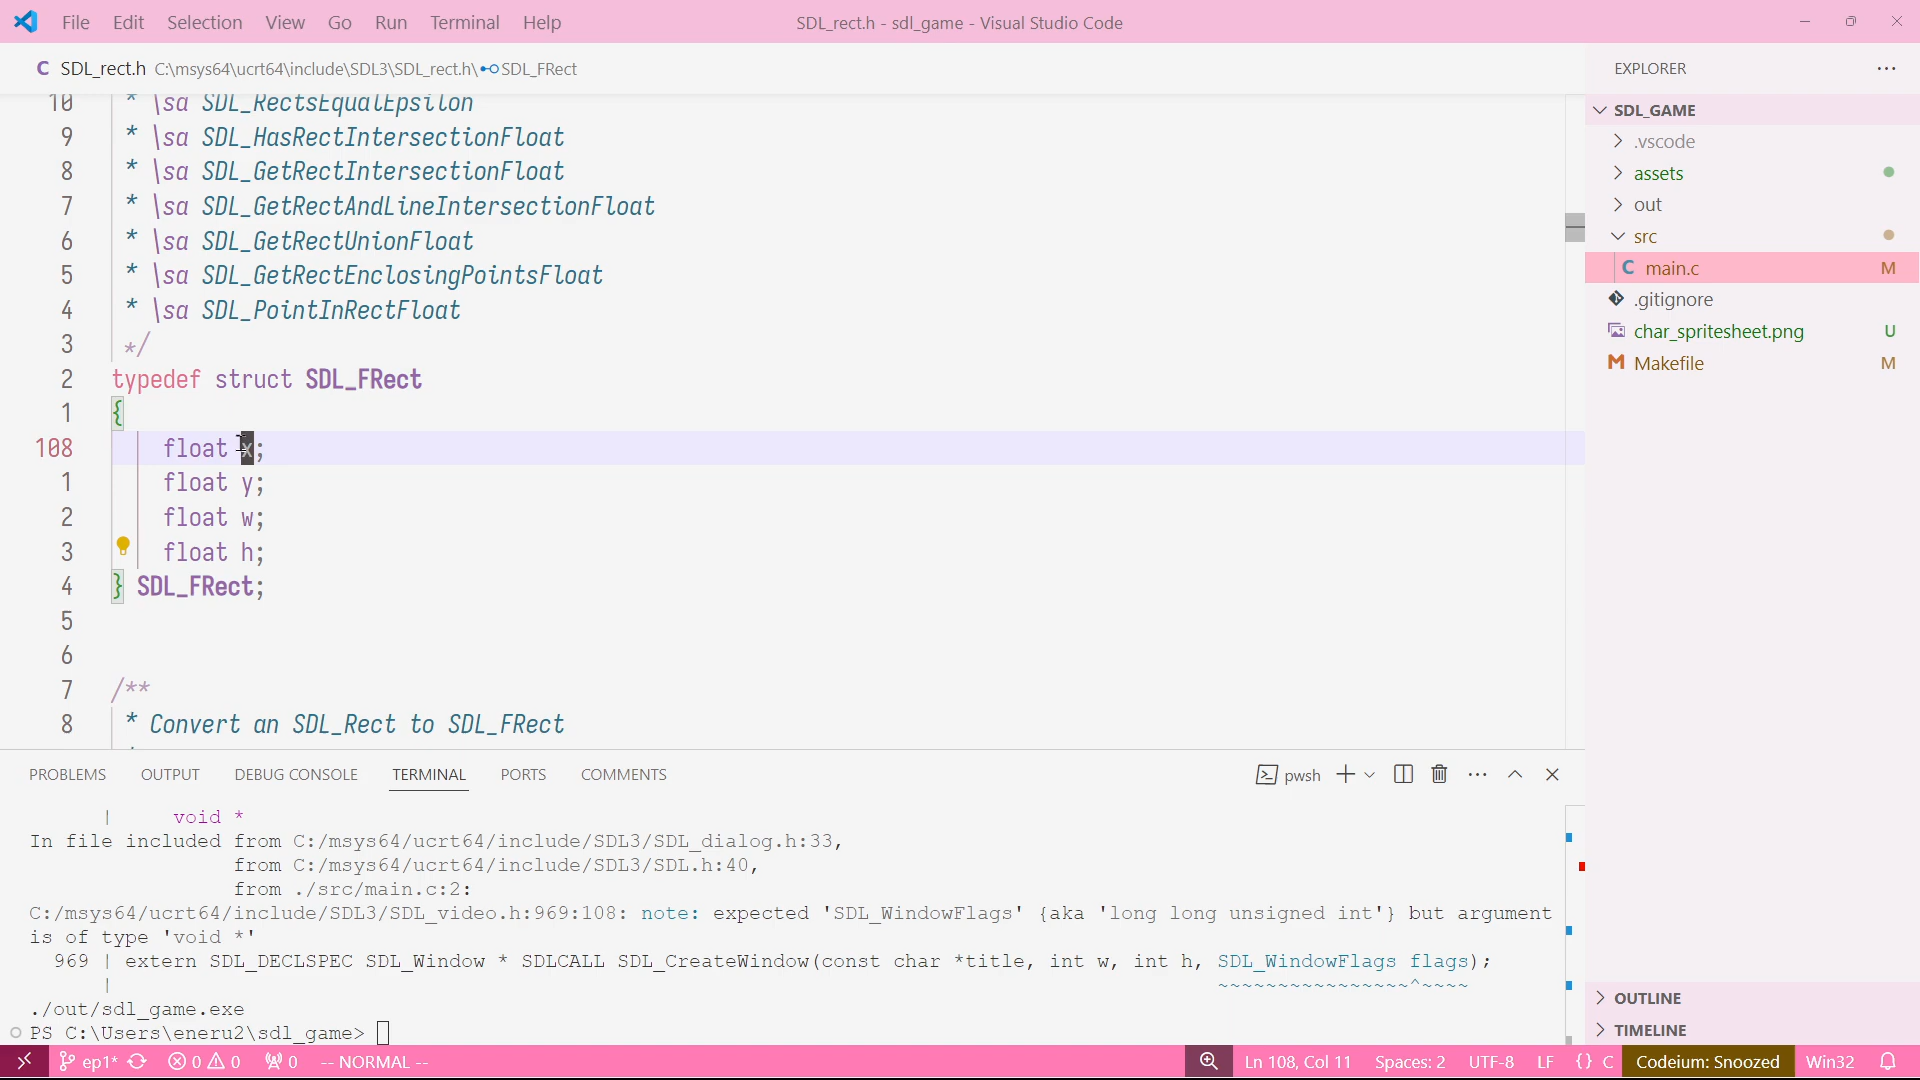 File Edit Selection View Go Run Terminal Help SDL_rect.h - sdl_game - Visual Studio Code
C SDL_rect.h C:\msys64\ucrt64\include\SDL3\SDL_rect.h\ SDL_FRect
10 * \sa SDL_RectsEqualEpsilon
9 * \sa SDL_HasRectIntersectionFloat
8 * \sa SDL_GetRectIntersectionFloat
7 * \sa SDL_GetRectAndLineIntersectionFloat
6 * \sa SDL_GetRectUnionFloat
5 * \sa SDL_GetRectEnclosingPointsFloat
4 * \sa SDL_PointInRectFloat
3 */
2 typedef struct SDL_FRect
1 {
108 float x;
1 float y;
2 float w;
3 float h;
4 } SDL_FRect;
5
6
7 /**
8 * Convert an SDL_Rect to SDL_FRect
EXPLORER ···
SDL_GAME
.vscode
assets
out
src
C main.c M
.gitignore
char_spritesheet.png U
M Makefile M
OUTLINE
TIMELINE
PROBLEMS OUTPUT DEBUG CONSOLE TERMINAL PORTS COMMENTS pwsh
| void *
In file included from C:/msys64/ucrt64/include/SDL3/SDL_dialog.h:33,
from C:/msys64/ucrt64/include/SDL3/SDL.h:40,
from ./src/main.c:2:
C:/msys64/ucrt64/include/SDL3/SDL_video.h:969:108: note: expected 'SDL_WindowFlags' {aka 'long long unsigned int'} but argument
is of type 'void *'
969 | extern SDL_DECLSPEC SDL_Window * SDLCALL SDL_CreateWindow(const char *title, int w, int h, SDL_WindowFlags flags);
| ~~~~~~~~~~~~~~~~^~~~~
./out/sdl_game.exe
PS C:\Users\eneru2\sdl_game>
ep1* 0 0 0 -- NORMAL -- Ln 108, Col 11 Spaces: 2 UTF-8 LF {} C Codeium: Snoozed Win32